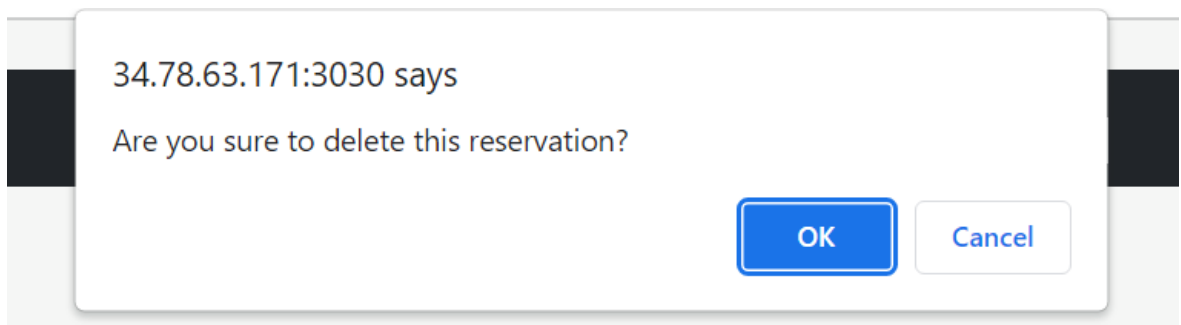 34.78.63.171:3030 says
Are you sure to delete this reservation?
OK Cancel